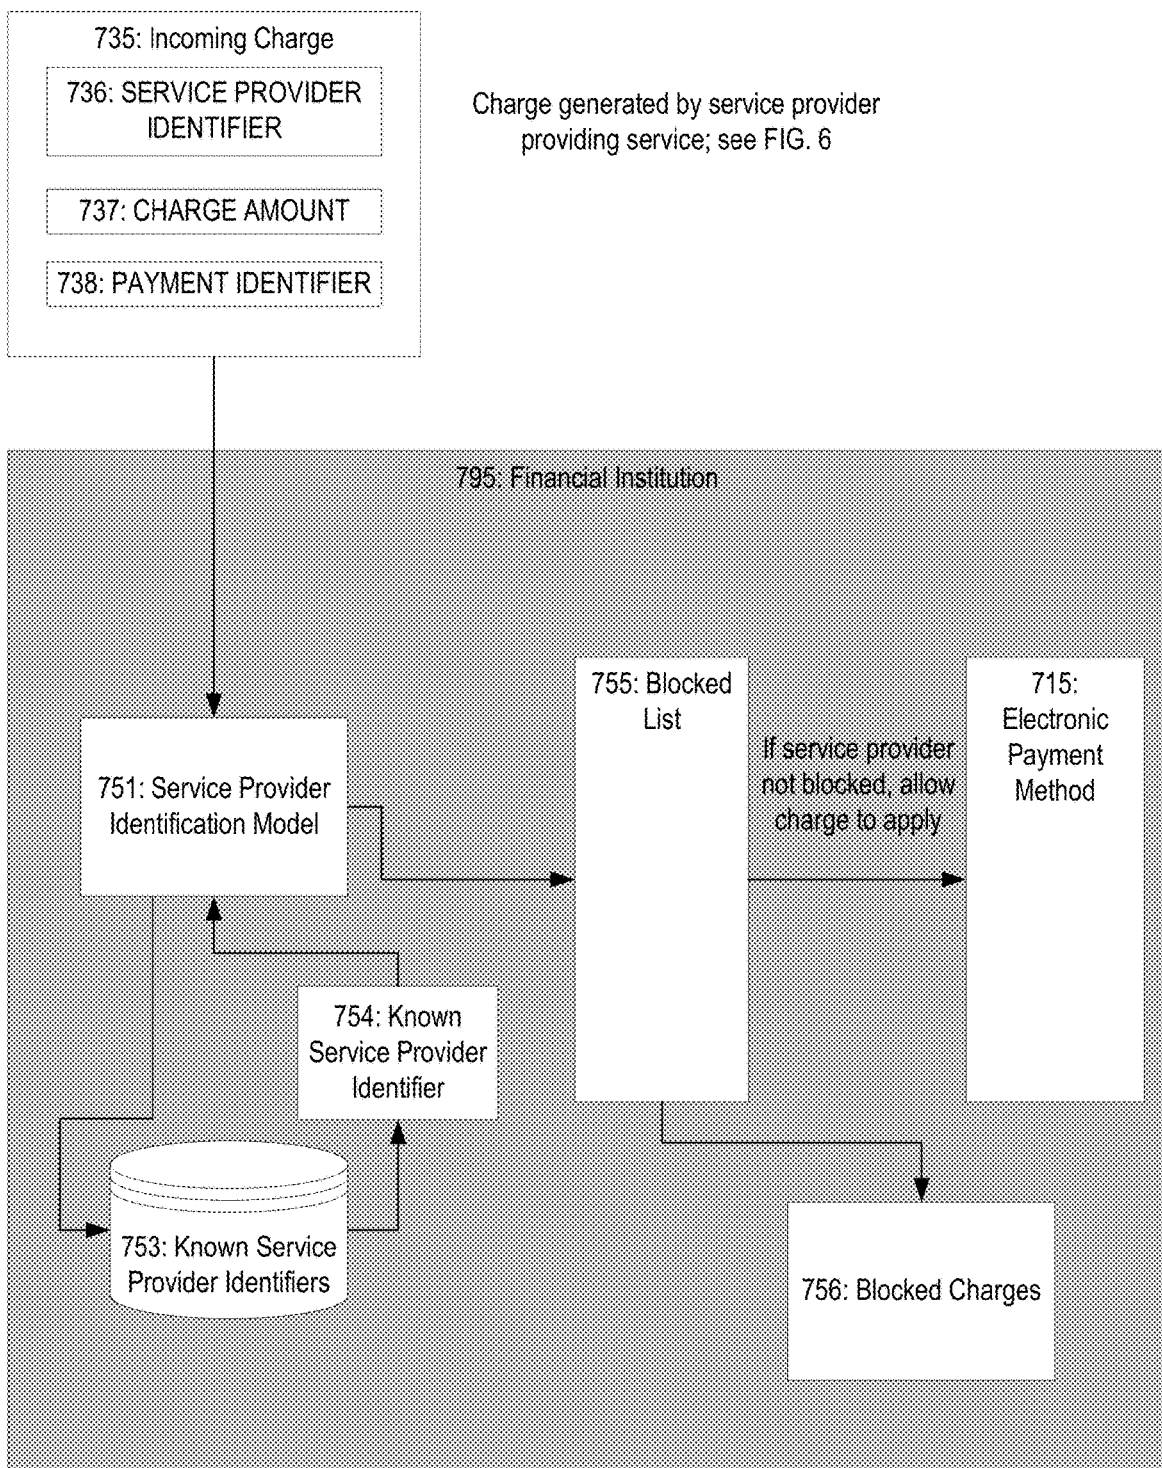 735: Incoming Charge
736: SERVICE PROVIDER
IDENTIFIER
737: CHARGE AMOUNT
738: PAYMENT IDENTIFIER
Charge generated by service provider
providing service; see FIG. 6
795: Financial Institution
751: Service Provider
Identification Model
755: Blocked
List
If service provider
not blocked, allow
charge to apply
715:
Electronic
Payment
Method
754: Known
Service Provider
Identifier
753: Known Service
Provider Identifiers
756: Blocked Charges